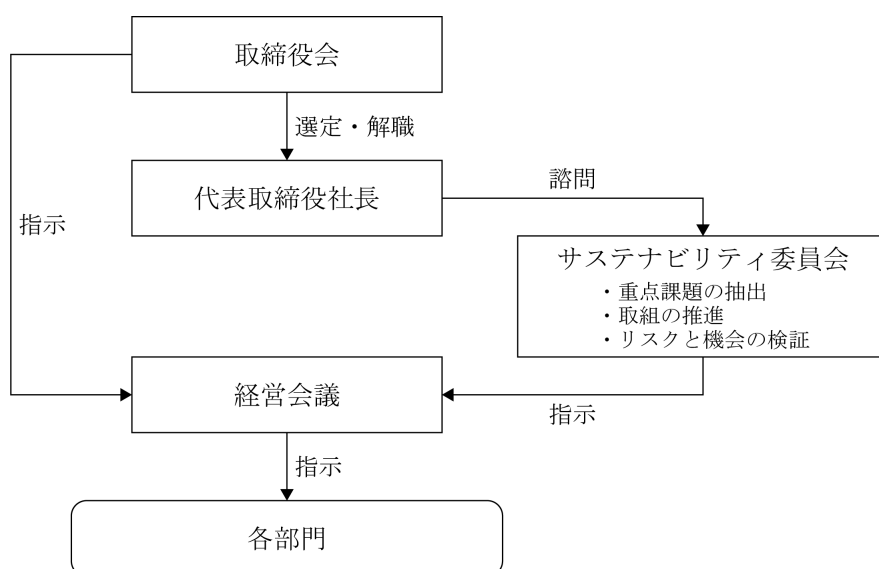 取締役会
選定・解職
代表取締役社長
諮問
指示
サステナビリティ委員会
・重点課題の抽出
・取組の推進
・リスクと機会の検証
経営会議
指示
指示
各部門